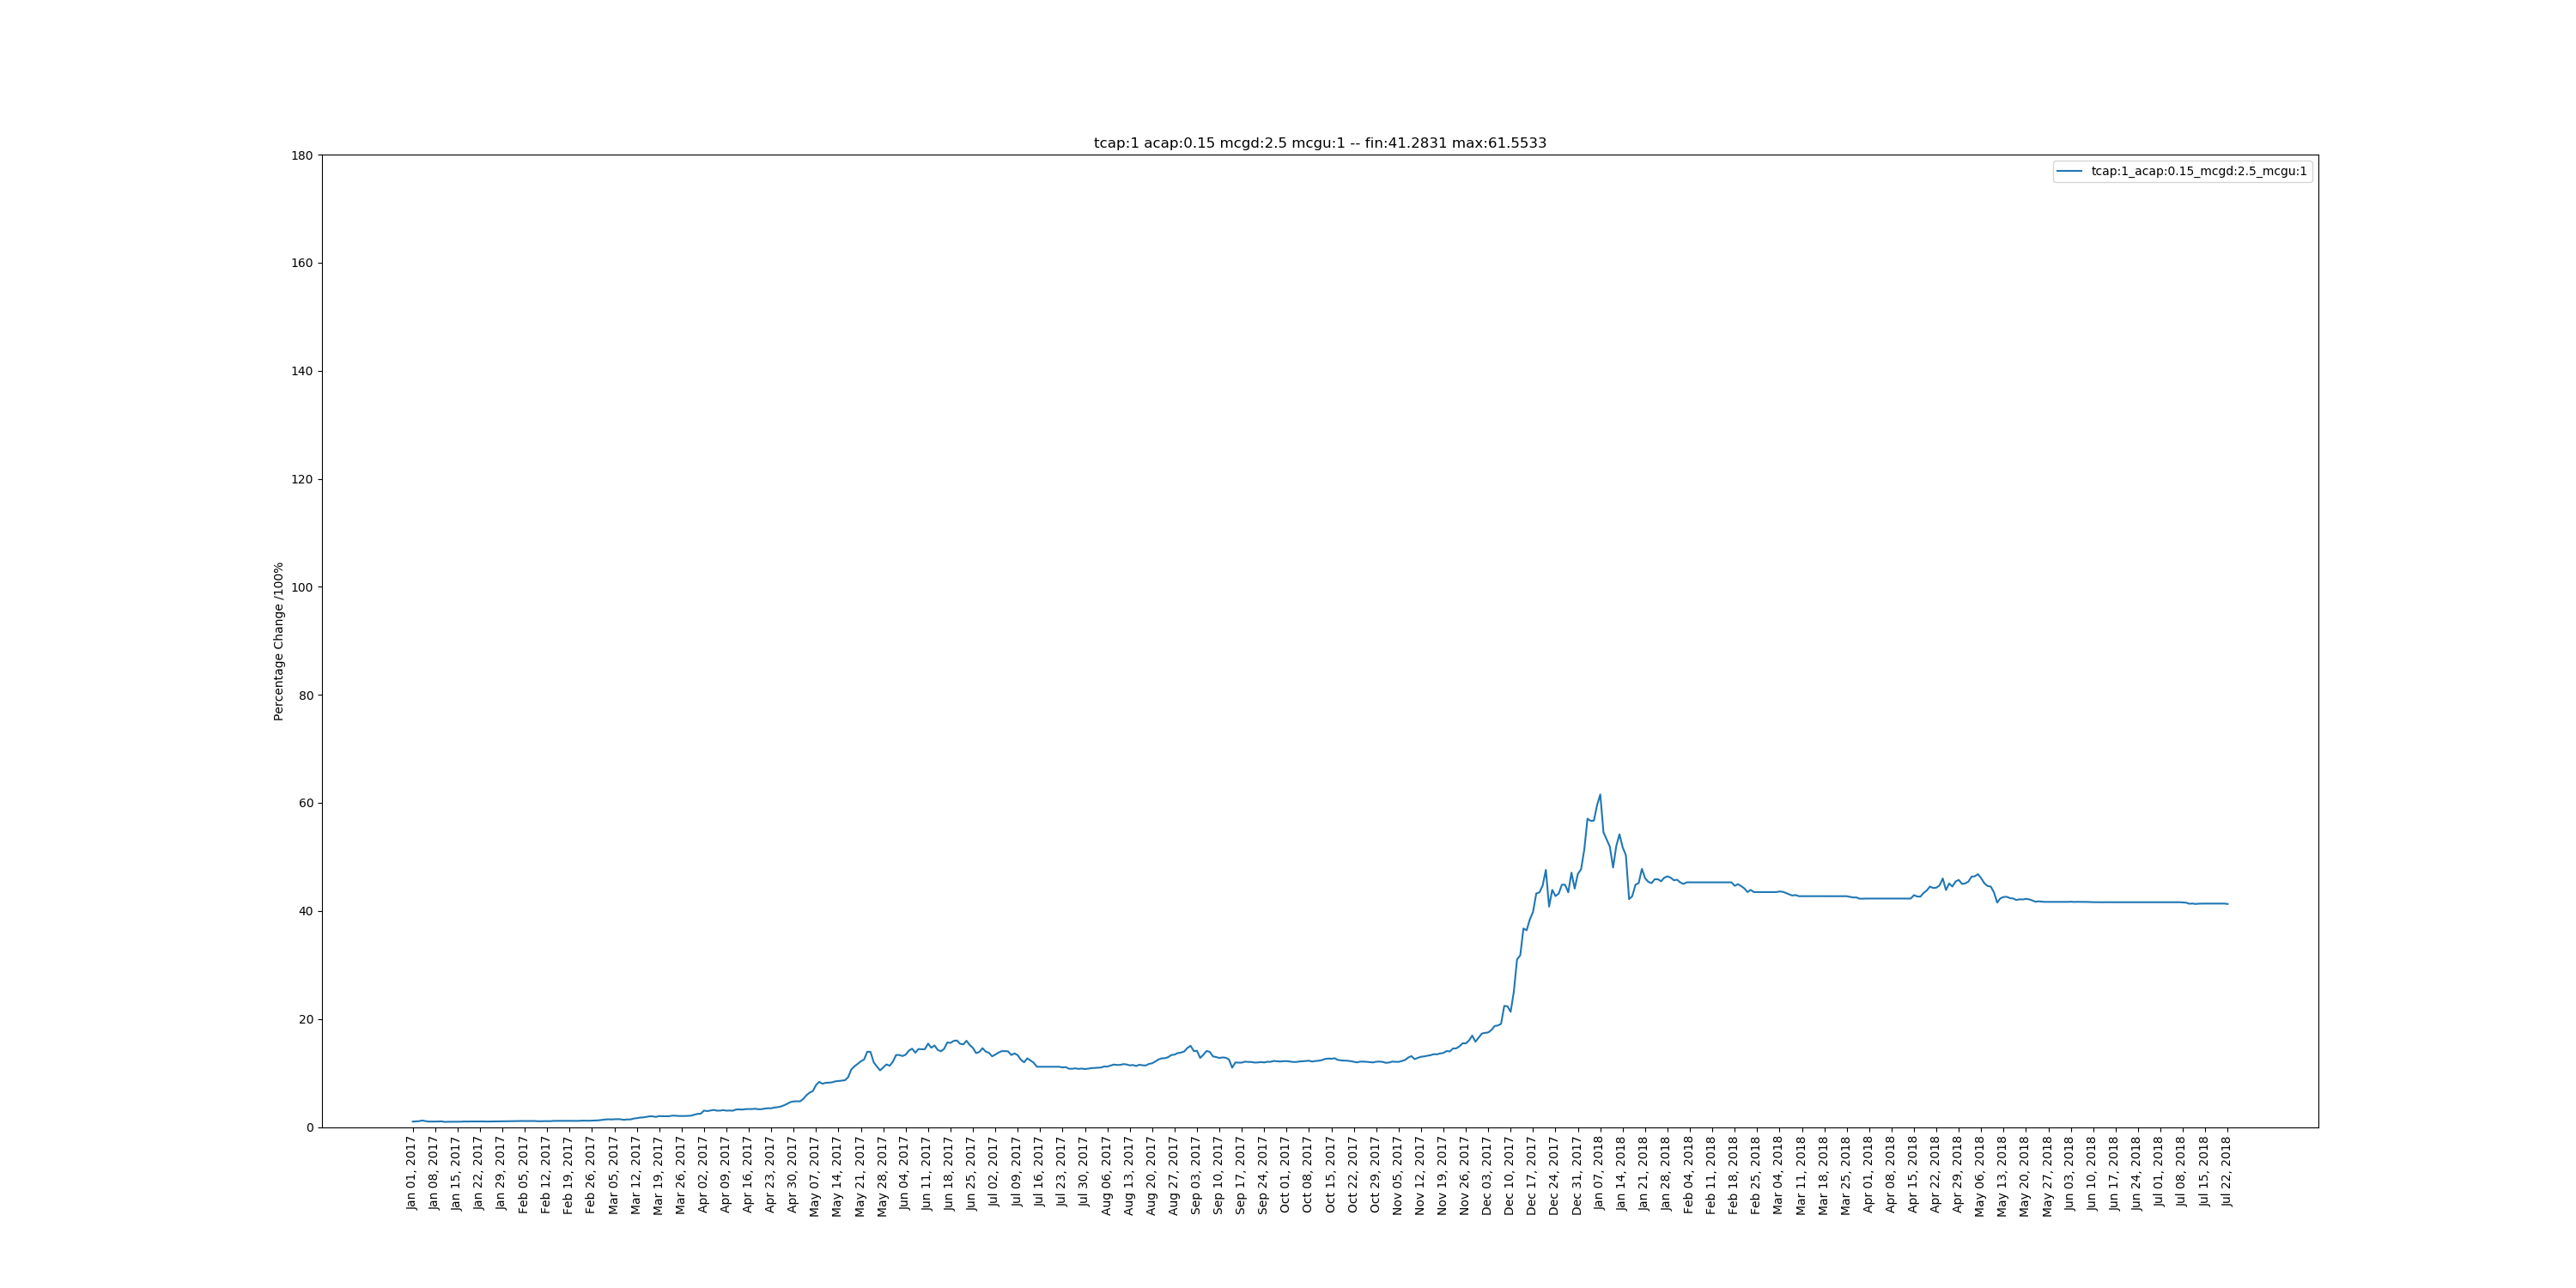 tcap:1 acap:0.15 mcgd:2.5 mcgu:1 -- fin:41.2831 max:61.5533
tcap:1_acap:0.15_mcgd:2.5_mcgu:1
Percentage Change /100%
180
160
140
120
100
80
60
40
20
0
Jan 01, 2017
Jan 08, 2017
Jan 15, 2017
Jan 22, 2017
Jan 29, 2017
Feb 05, 2017
Feb 12, 2017
Feb 19, 2017
Feb 26, 2017
Mar 05, 2017
Mar 12, 2017
Mar 19, 2017
Mar 26, 2017
Apr 02, 2017
Apr 09, 2017
Apr 16, 2017
Apr 23, 2017
Apr 30, 2017
May 07, 2017
May 14, 2017
May 21, 2017
May 28, 2017
Jun 04, 2017
Jun 11, 2017
Jun 18, 2017
Jun 25, 2017
Jul 02, 2017
Jul 09, 2017
Jul 16, 2017
Jul 23, 2017
Jul 30, 2017
Aug 06, 2017
Aug 13, 2017
Aug 20, 2017
Aug 27, 2017
Sep 03, 2017
Sep 10, 2017
Sep 17, 2017
Sep 24, 2017
Oct 01, 2017
Oct 08, 2017
Oct 15, 2017
Oct 22, 2017
Oct 29, 2017
Nov 05, 2017
Nov 12, 2017
Nov 19, 2017
Nov 26, 2017
Dec 03, 2017
Dec 10, 2017
Dec 17, 2017
Dec 24, 2017
Dec 31, 2017
Jan 07, 2018
Jan 14, 2018
Jan 21, 2018
Jan 28, 2018
Feb 04, 2018
Feb 11, 2018
Feb 18, 2018
Feb 25, 2018
Mar 04, 2018
Mar 11, 2018
Mar 18, 2018
Mar 25, 2018
Apr 01, 2018
Apr 08, 2018
Apr 15, 2018
Apr 22, 2018
Apr 29, 2018
May 06, 2018
May 13, 2018
May 20, 2018
May 27, 2018
Jun 03, 2018
Jun 10, 2018
Jun 17, 2018
Jun 24, 2018
Jul 01, 2018
Jul 08, 2018
Jul 15, 2018
Jul 22, 2018